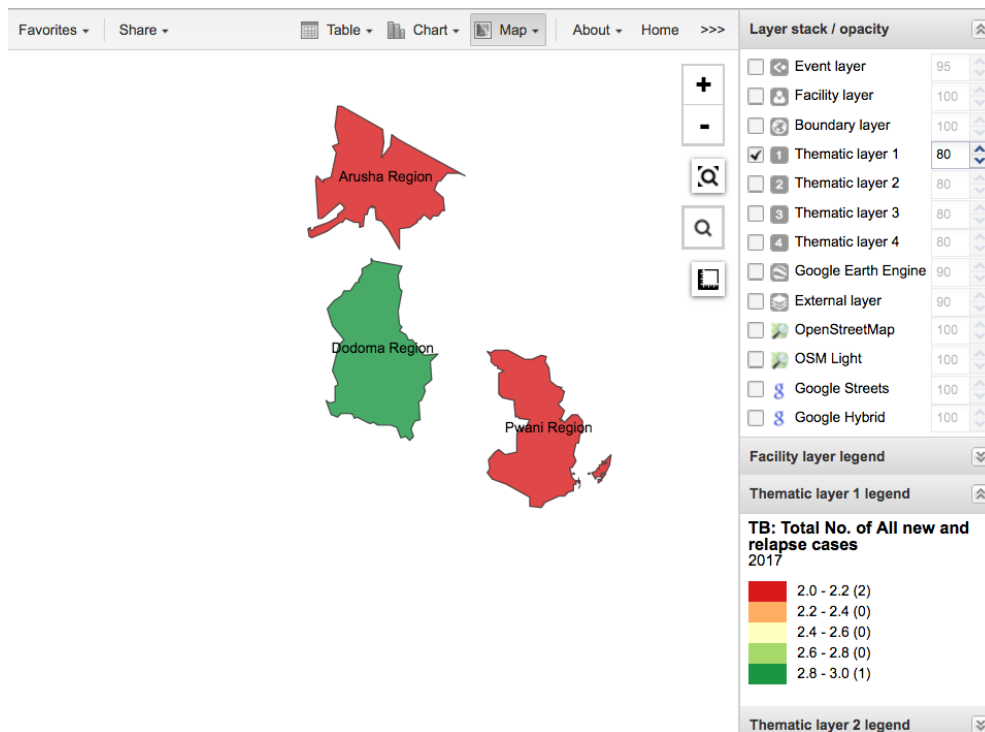 Favorites Share Table Chart Map About Home >>>
Layer stack / opacity
+
-
Arusha Region
Dodoma Region
Pwani Region
Event layer 95
Facility layer 100
Boundary layer 100
1 Thematic layer 1 80
2 Thematic layer 2 80
3 Thematic layer 3 80
4 Thematic layer 4 80
Google Earth Engine 90
External layer 90
OpenStreetMap 100
OSM Light 100
g Google Streets 100
g Google Hybrid 100
Facility layer legend
Thematic layer 1 legend
TB: Total No. of All new and
relapse cases
2017
2.0 - 2.2 (2)
2.2 - 2.4 (0)
2.4 - 2.6 (0)
2.6 - 2.8 (0)
2.8 - 3.0 (1)
Thematic layer 2 legend